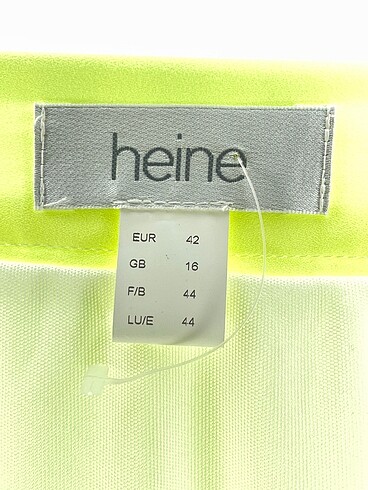 heine
EUR 42
GB 16
F/B 44
LU/E 44